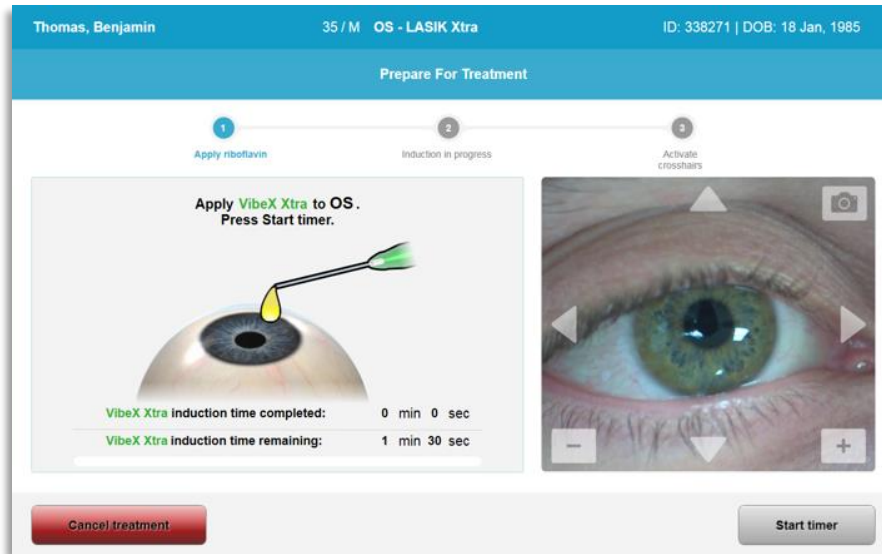 Thomas, Benjamin 35 / M OS - LASIK Xtra ID: 338271 | DOB: 18 Jan, 1985
Prepare For Treatment
1 2 3
Apply riboflavin Induction in progress Activate
crosshairs
Apply VibeX Xtra to OS .
Press Start timer.
VibeX Xtra induction time completed: 0 min 0 sec
VibeX Xtra induction time remaining: 1 min 30 sec
− +
Cancel treatment Start timer